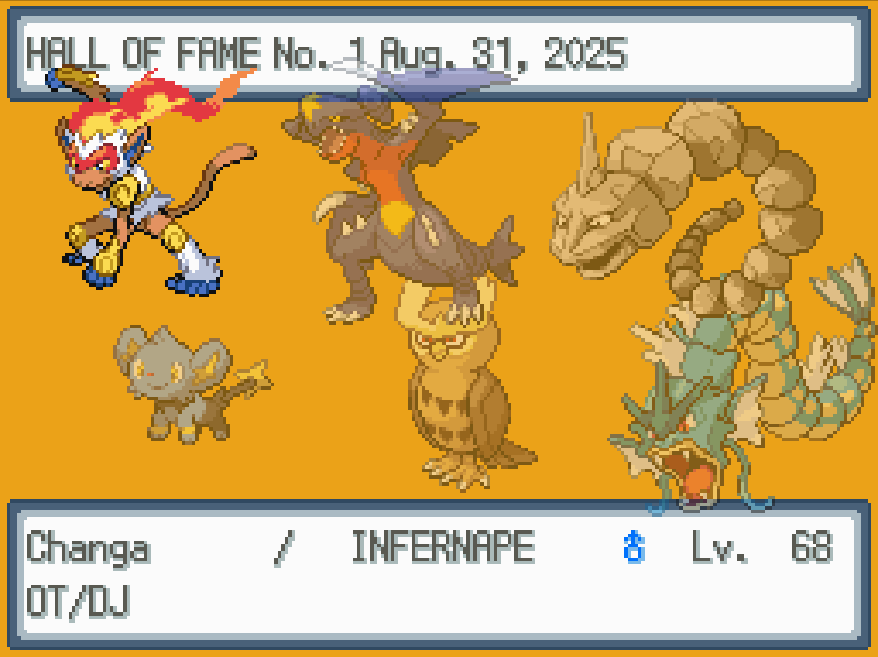 HALL OF FAME No. 1 Aug. 31, 2025
Changa / INFERNAPE ♂ Lv. 68
OT/DJ